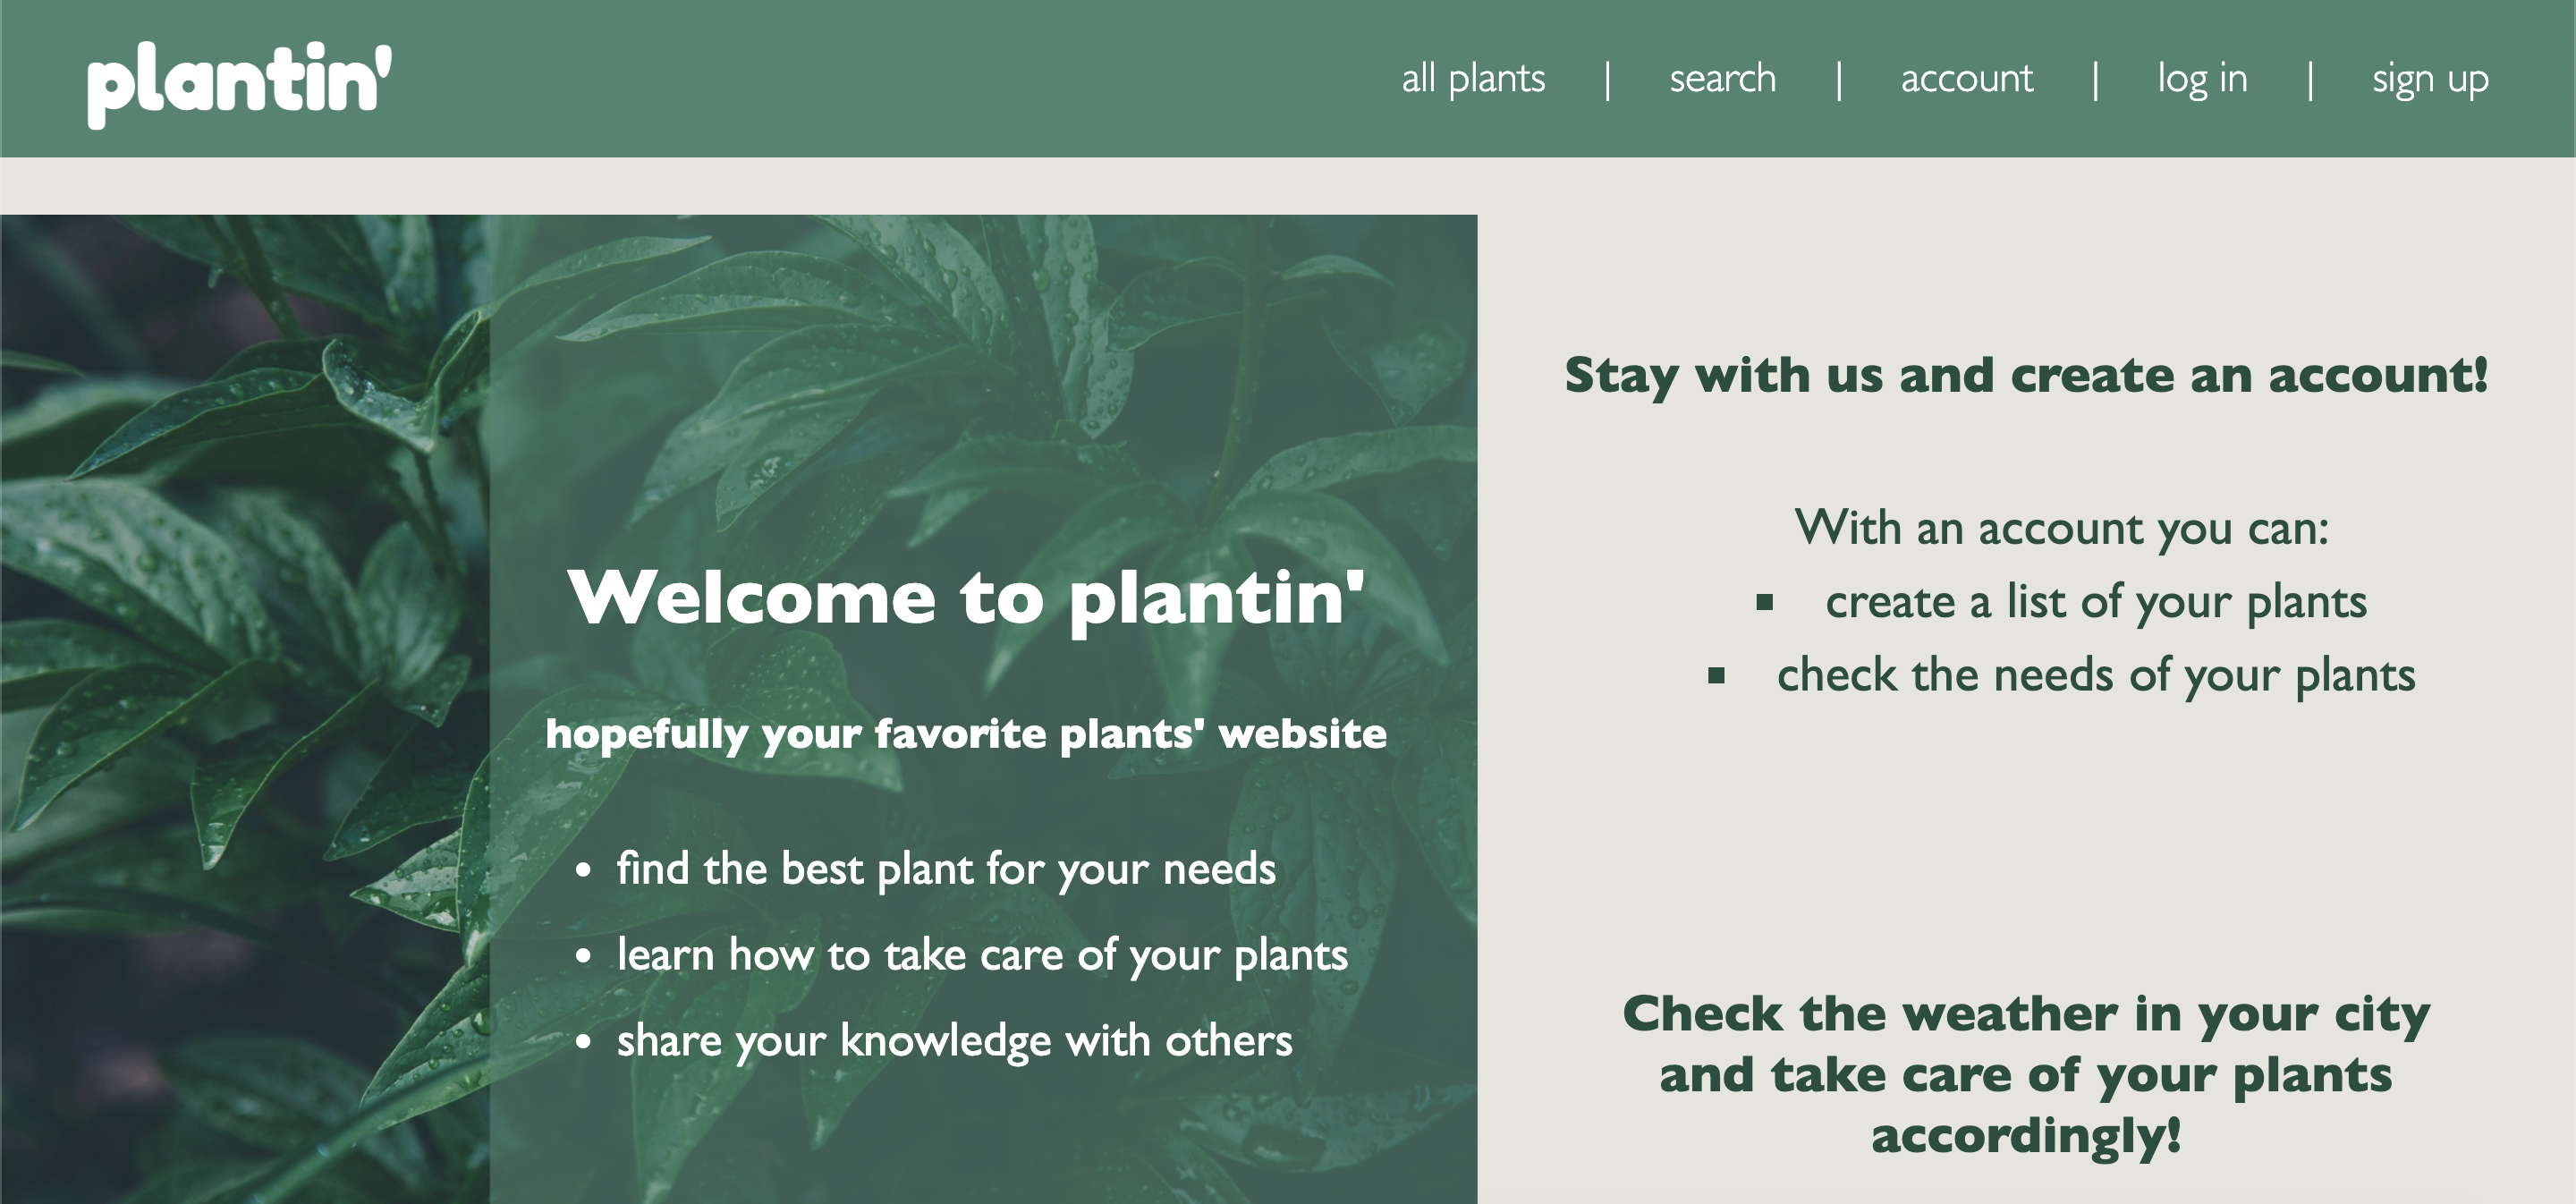 plantin'
all plants | search | account | log in | sign up
Welcome to plantin'
hopefully your favorite plants' website
• find the best plant for your needs
• learn how to take care of your plants
• share your knowledge with others
Stay with us and create an account!
With an account you can:
▪ create a list of your plants
▪ check the needs of your plants
Check the weather in your city
and take care of your plants
accordingly!